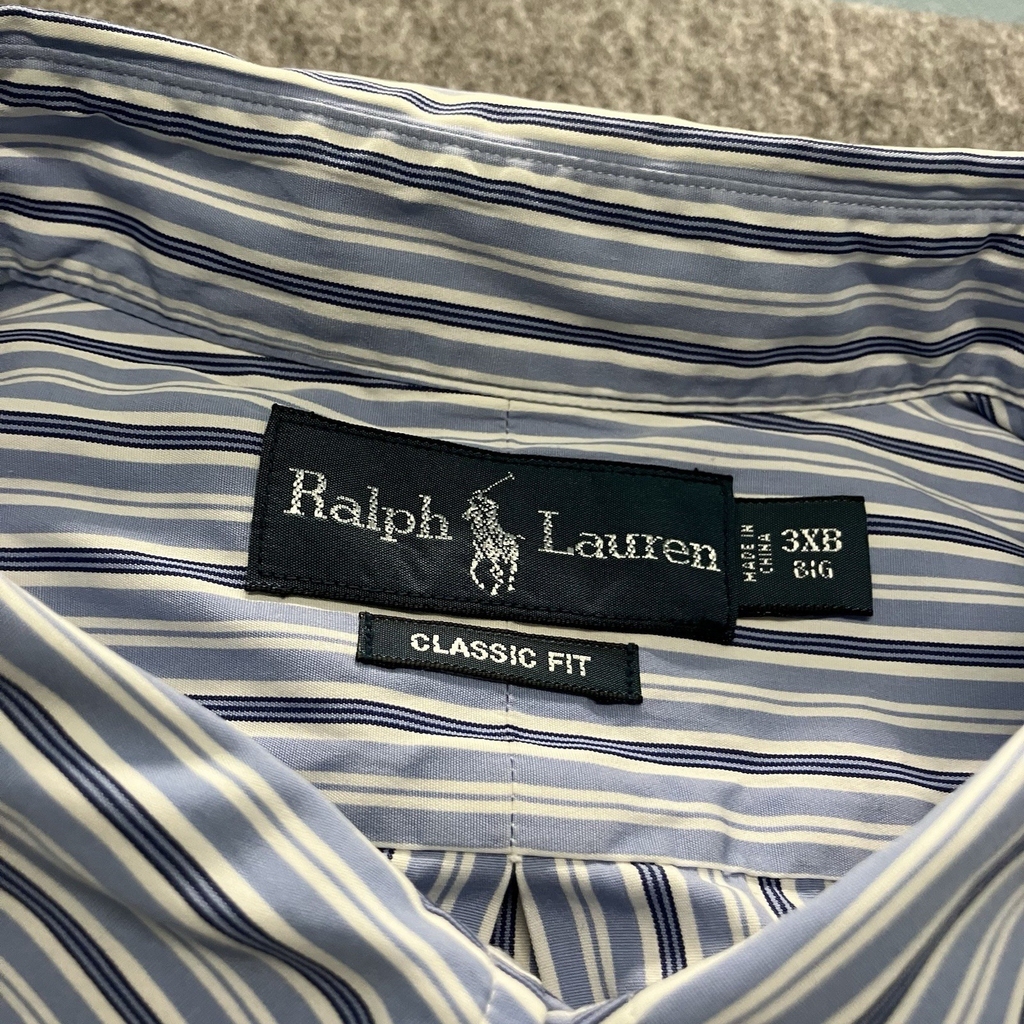 Ralph Lauren
MADE IN
CHINA
3XB
BIG
CLASSIC FIT